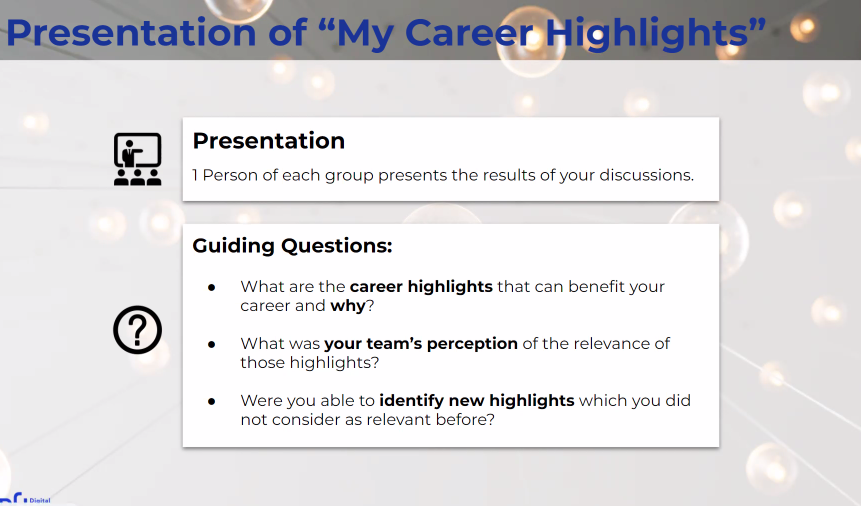 Presentation of “My Career Highlights”
Presentation
1 Person of each group presents the results of your discussions.
Guiding Questions:
● What are the career highlights that can benefit your
career and why?
● What was your team’s perception of the relevance of
those highlights?
● Were you able to identify new highlights which you did
not consider as relevant before?
Digital